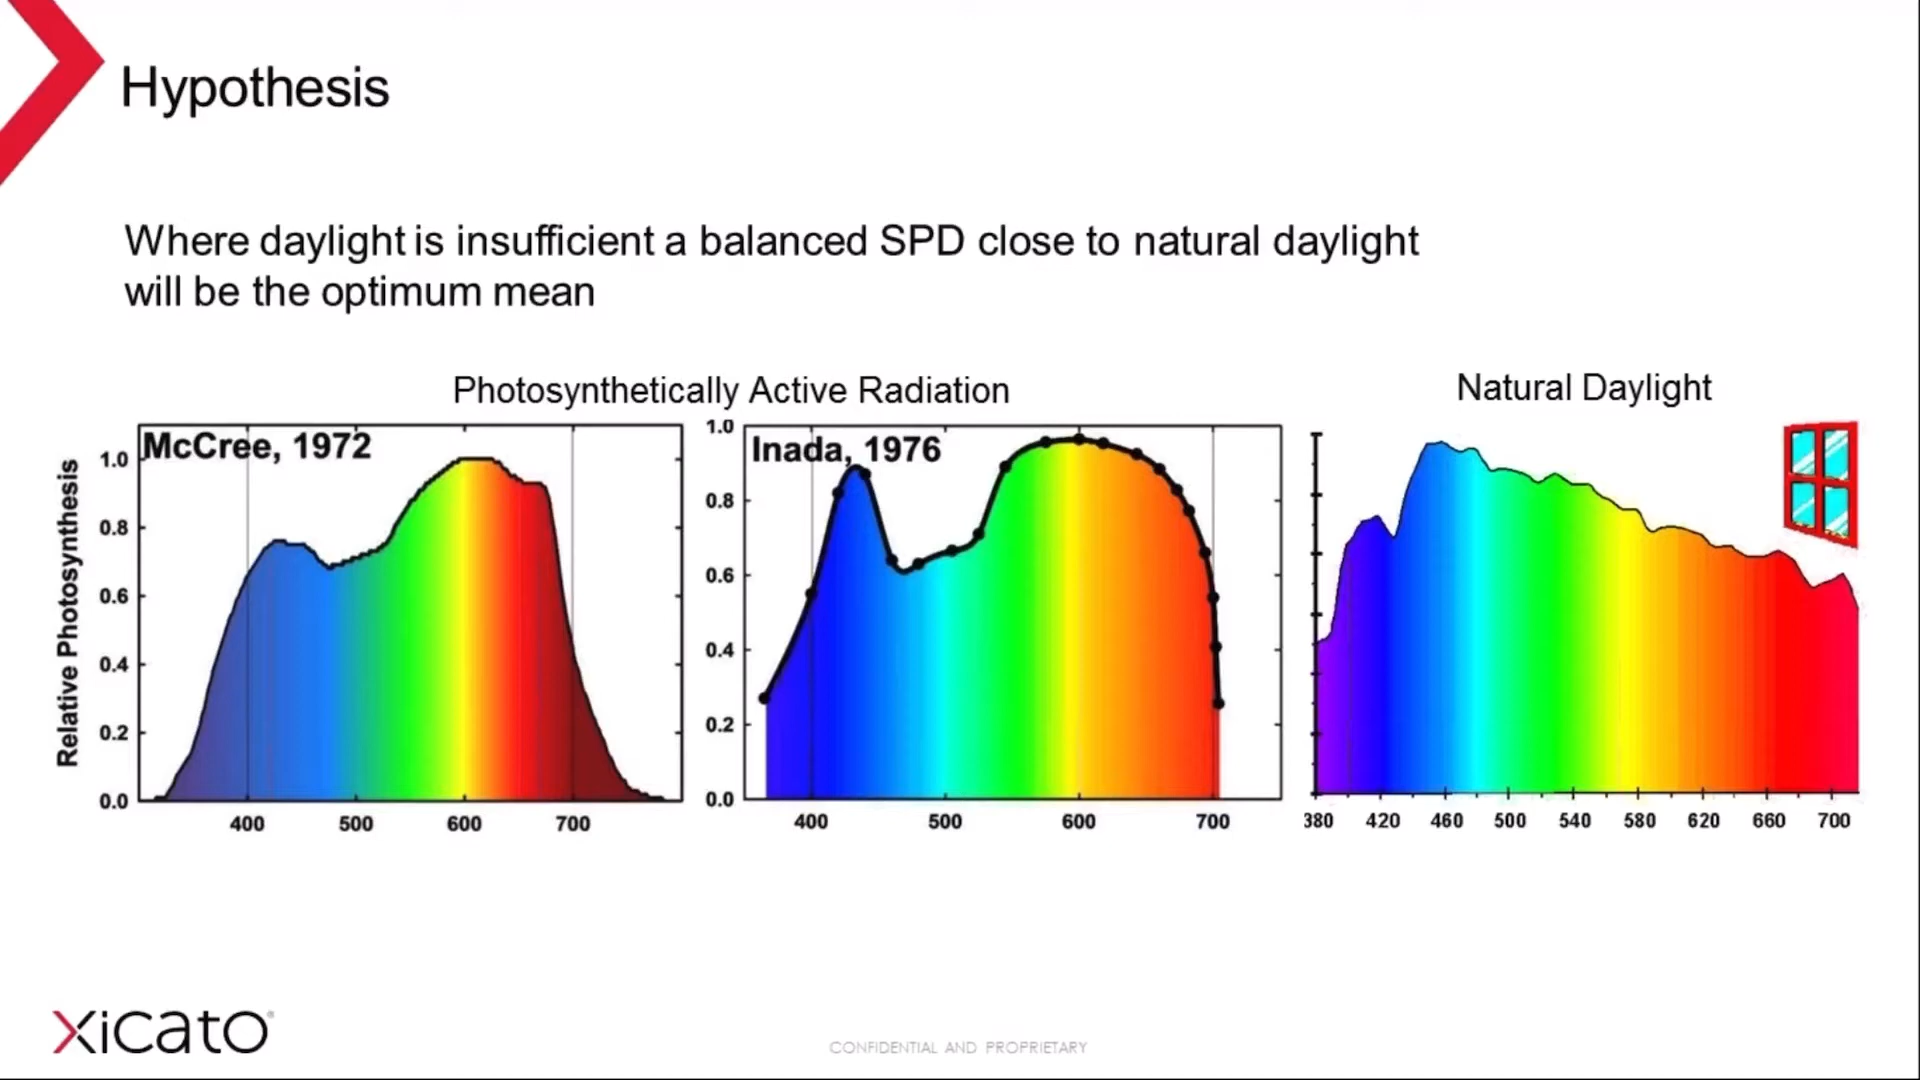 Hypothesis
Where daylight is insufficient a balanced SPD close to natural daylight
will be the optimum mean
Photosynthetically Active Radiation
Natural Daylight
Relative Photosynthesis
McCree, 1972
1.0
0.8
0.6
0.4
0.2
0.0
400 500 600 700
Inada, 1976
1.0
0.8
0.6
0.4
0.2
0.0
400 500 600 700
380 420 460 500 540 580 620 660 700
xicato®
CONFIDENTIAL AND PROPRIETARY